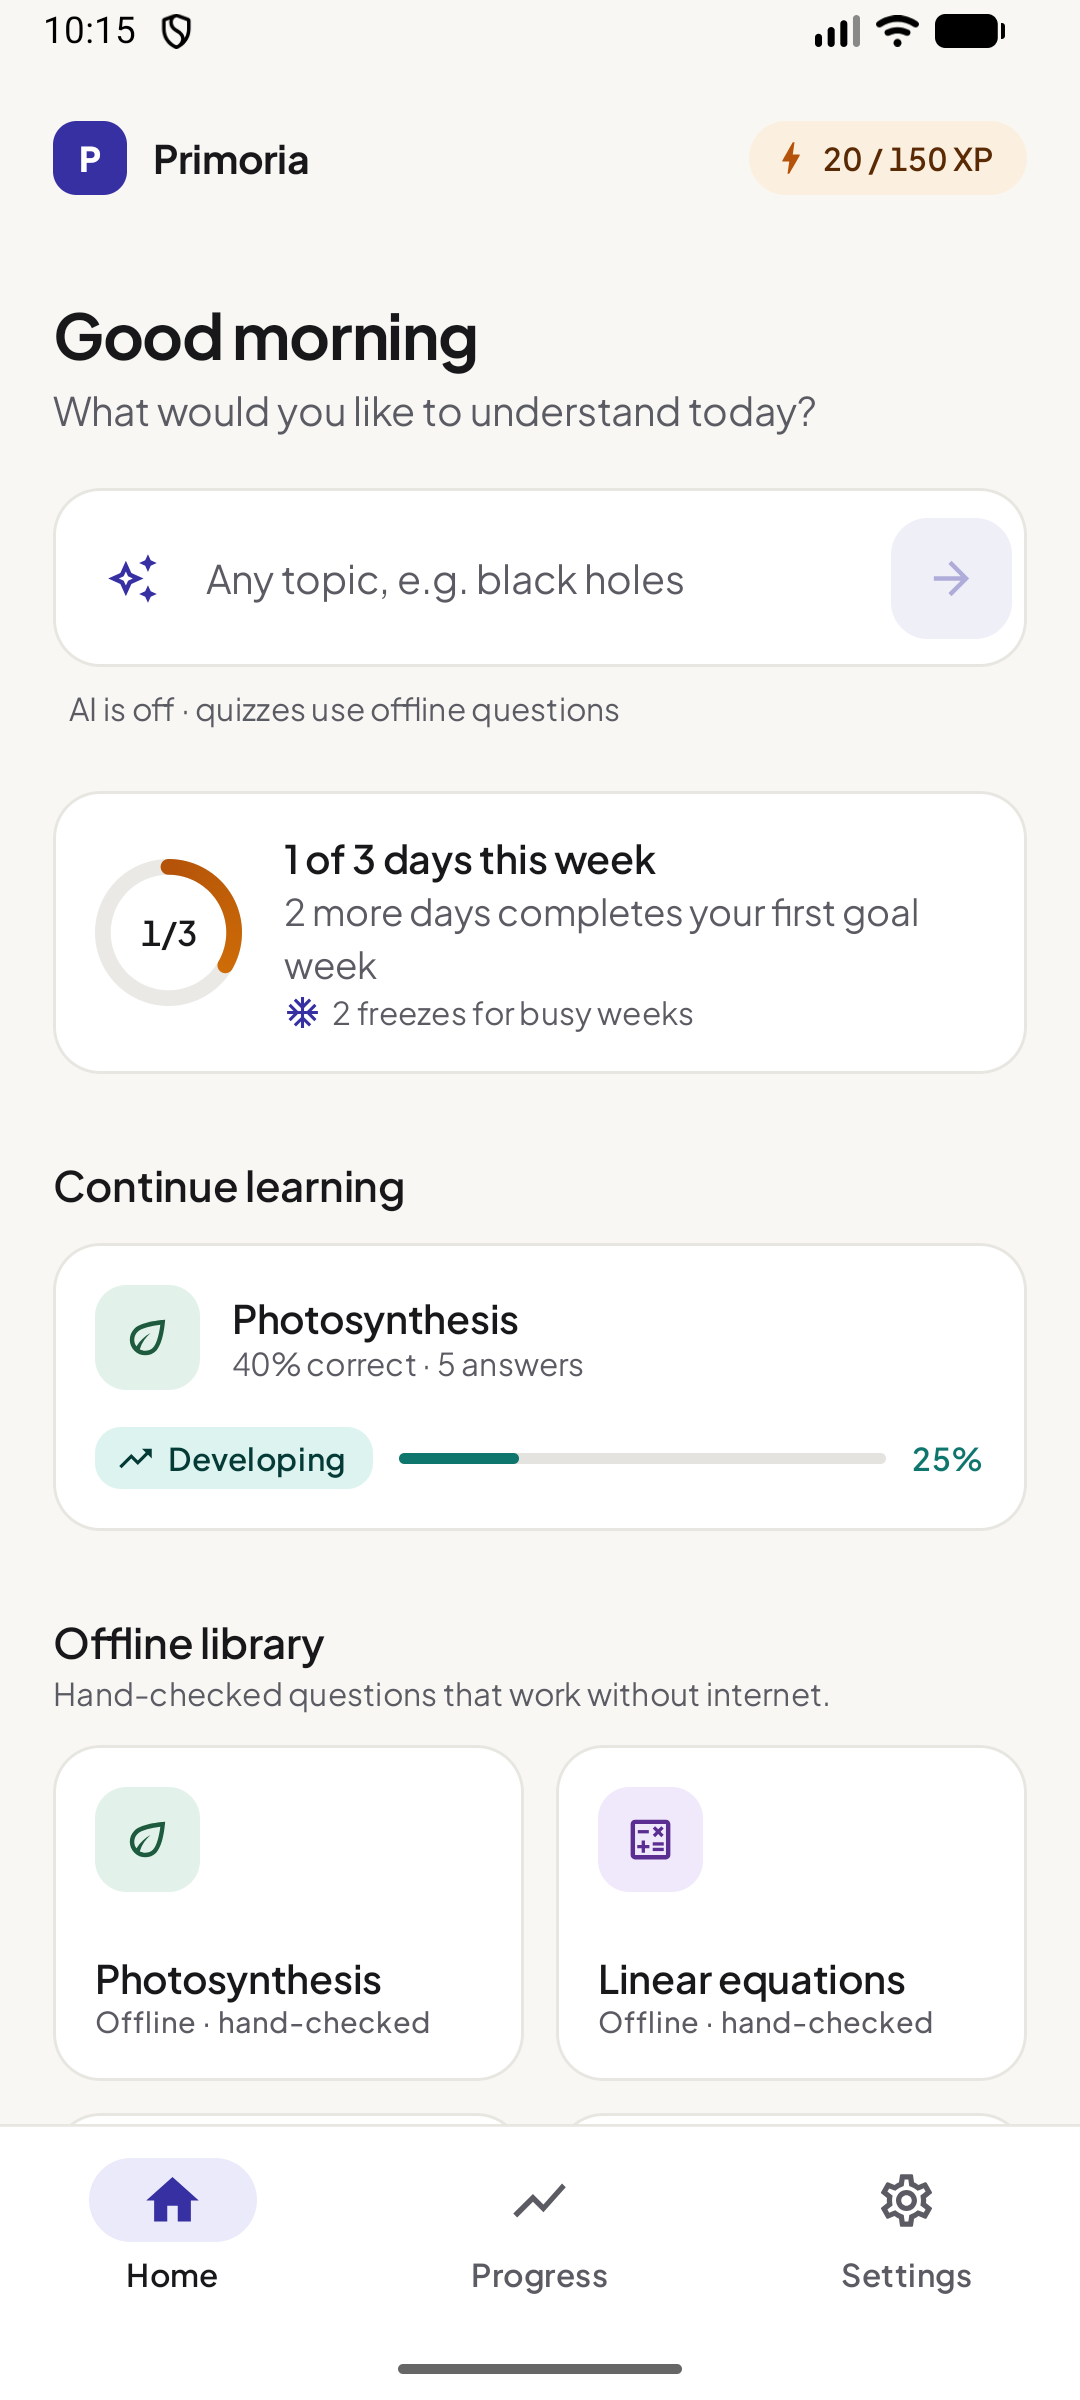 10:15
P Primoria
20 / 150 XP
Good morning
What would you like to understand today?
Any topic, e.g. black holes
AI is off · quizzes use offline questions
1/3
1 of 3 days this week
2 more days completes your first goal
week
2 freezes for busy weeks
Continue learning
Photosynthesis
40% correct · 5 answers
Developing
25%
Offline library
Hand-checked questions that work without internet.
Photosynthesis
Offline · hand-checked
Linear equations
Offline · hand-checked
Home
Progress
Settings